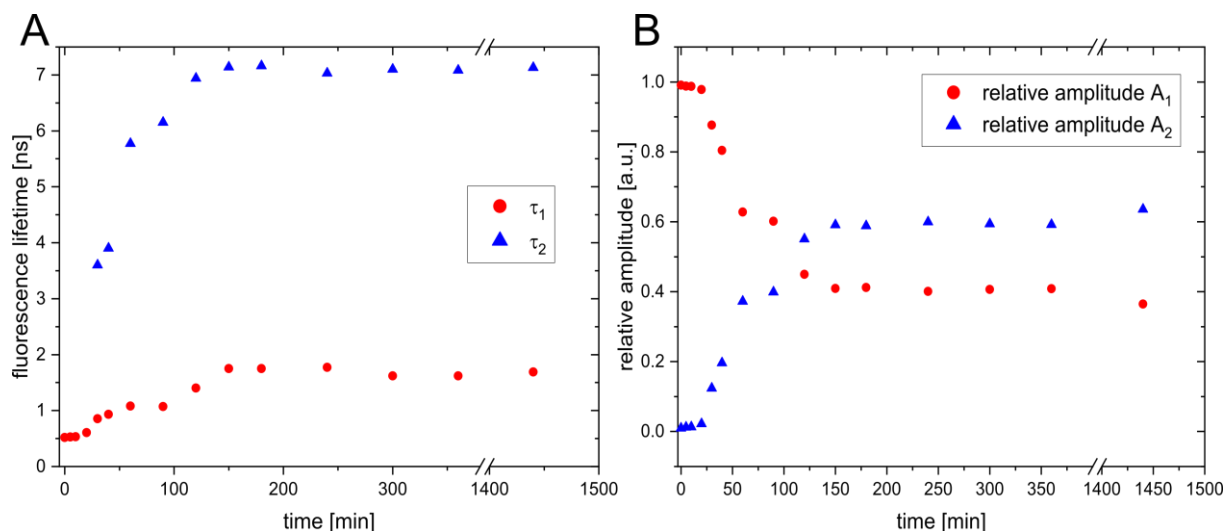 A
B
7
6
5
4
3
2
1
0
fluorescence lifetime [ns]
τ1
τ2
0 100 200 300 1400 1500
time [min]
1.0
0.8
0.6
0.4
0.2
0.0
relative amplitude [a.u.]
relative amplitude A1
relative amplitude A2
0 50 100 150 200 250 300 350 400 1400 1450 1500
time [min]